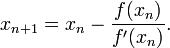 x_{n+1} = x_n - \frac{f(x_n)}{f'(x_n)}.